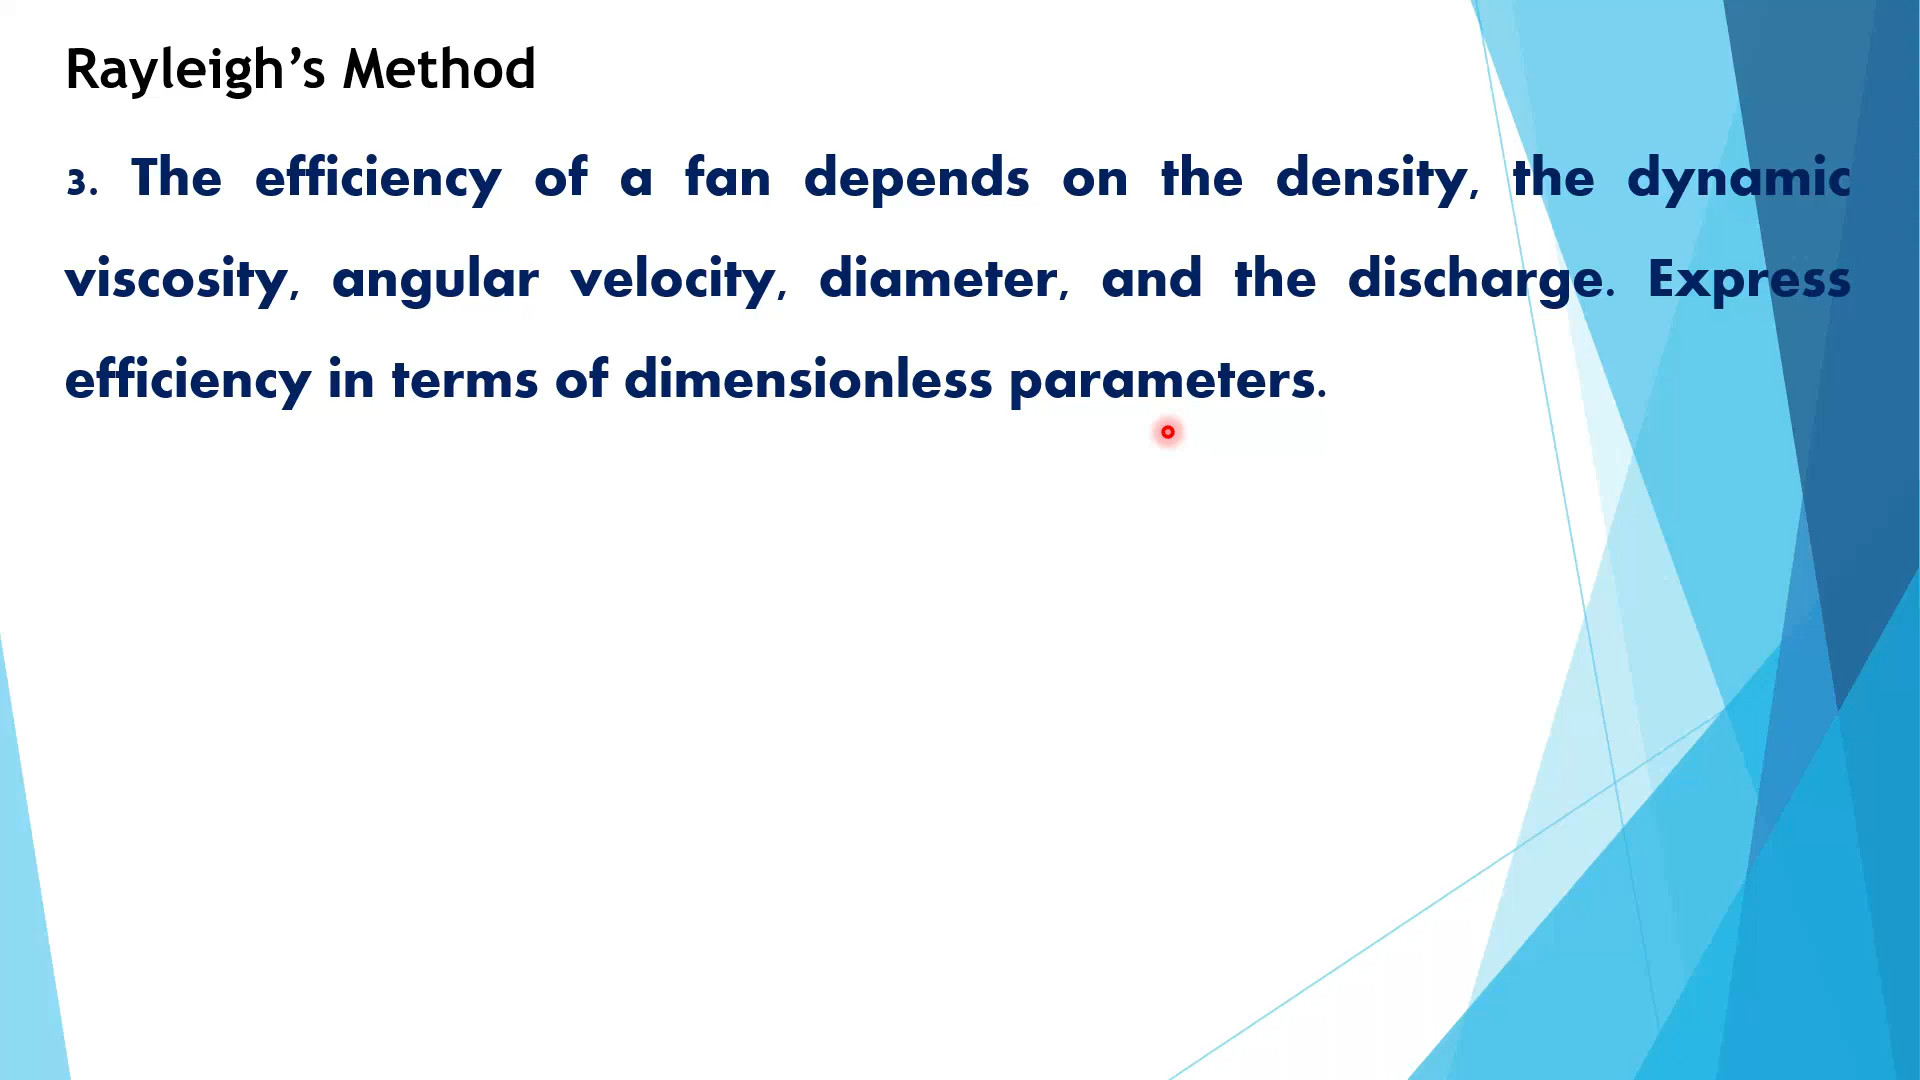 Rayleigh’s Method
3. The efficiency of a fan depends on the density, the dynamic
viscosity, angular velocity, diameter, and the discharge. Express
efficiency in terms of dimensionless parameters.